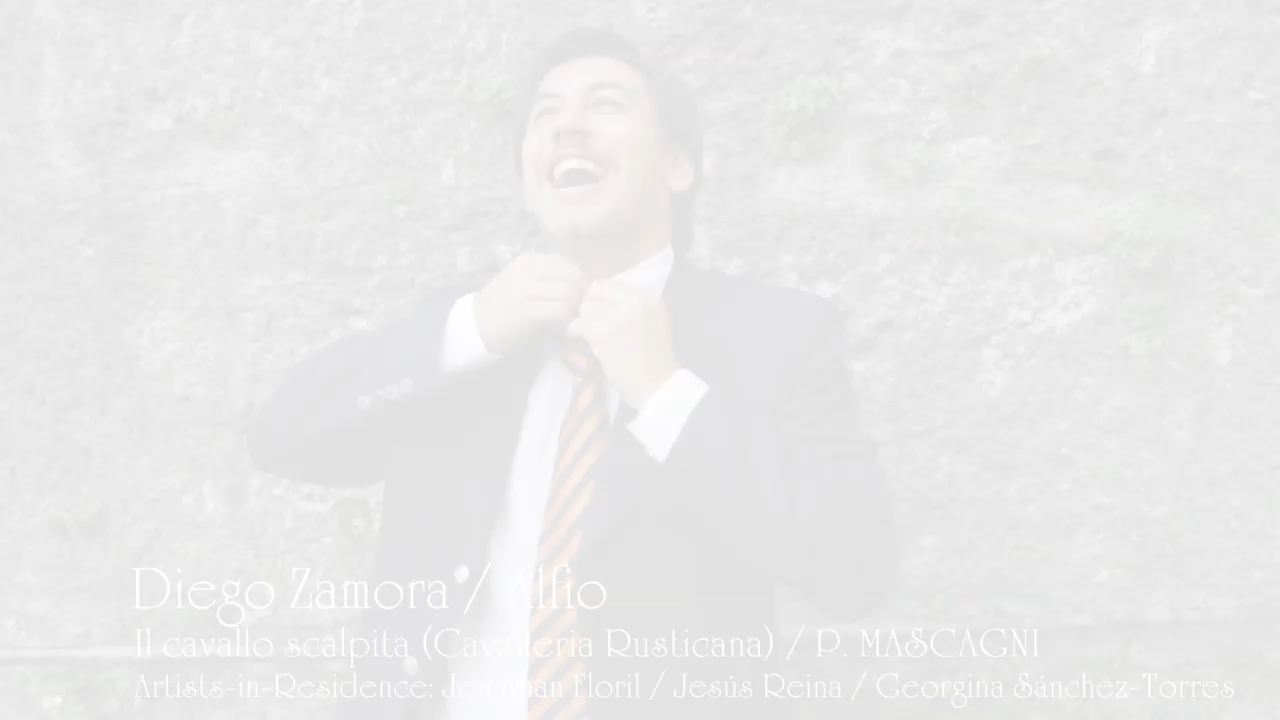 Diego Zamora / Alfio
Il cavallo scalpita (Cavalleria Rusticana) / P. MASCAGNI
Artists-in-Residence: Jonathan Floril / Jesús Reina / Georgina Sánchez-Torres